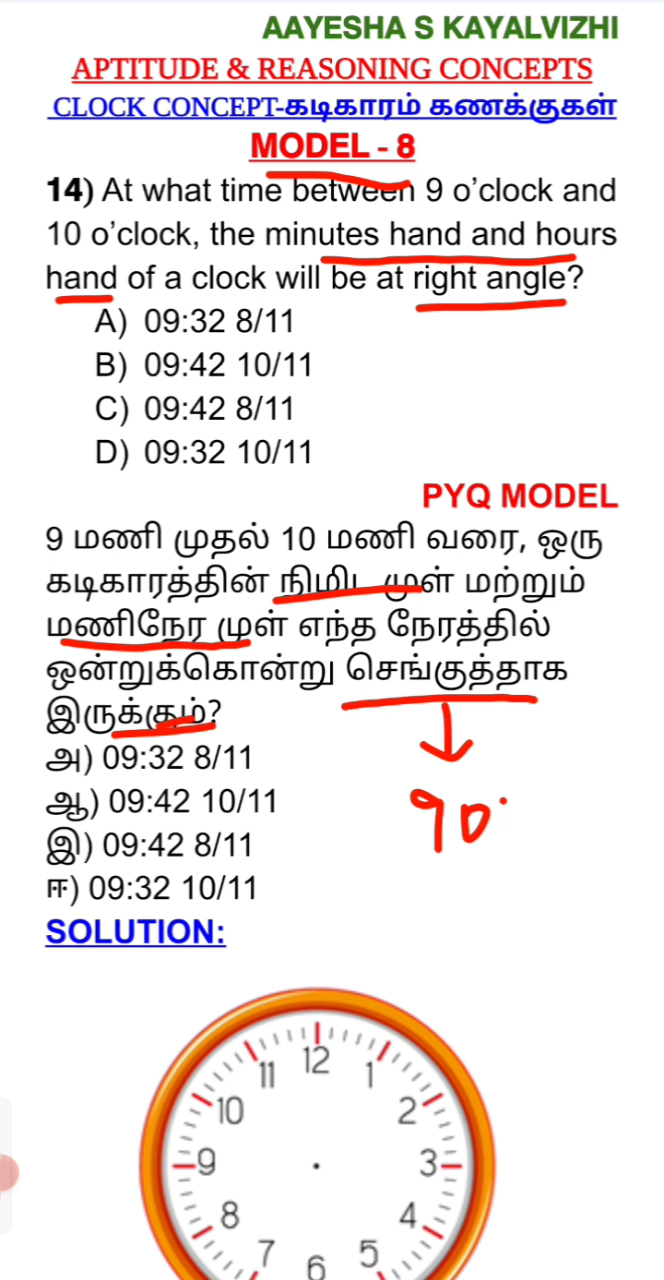 AAYESHA S KAYALVIZHI
APTITUDE & REASONING CONCEPTS
CLOCK CONCEPT-கடிகாரம் கணக்குகள்
MODEL - 8
14) At what time between 9 o’clock and
10 o’clock, the minutes hand and hours
hand of a clock will be at right angle?
A) 09:32 8/11
B) 09:42 10/11
C) 09:42 8/11
D) 09:32 10/11
PYQ MODEL
9 மணி முதல் 10 மணி வரை, ஒரு
கடிகாரத்தின் நிமிட முள் மற்றும்
மணிநேர முள் எந்த நேரத்தில்
ஒன்றுக்கொன்று செங்குத்தாக
இருக்கும்?
அ) 09:32 8/11
ஆ) 09:42 10/11
இ) 09:42 8/11
ஈ) 09:32 10/11
90°
SOLUTION:
12
11 1
10 2
9 3
8 4
7 5
6